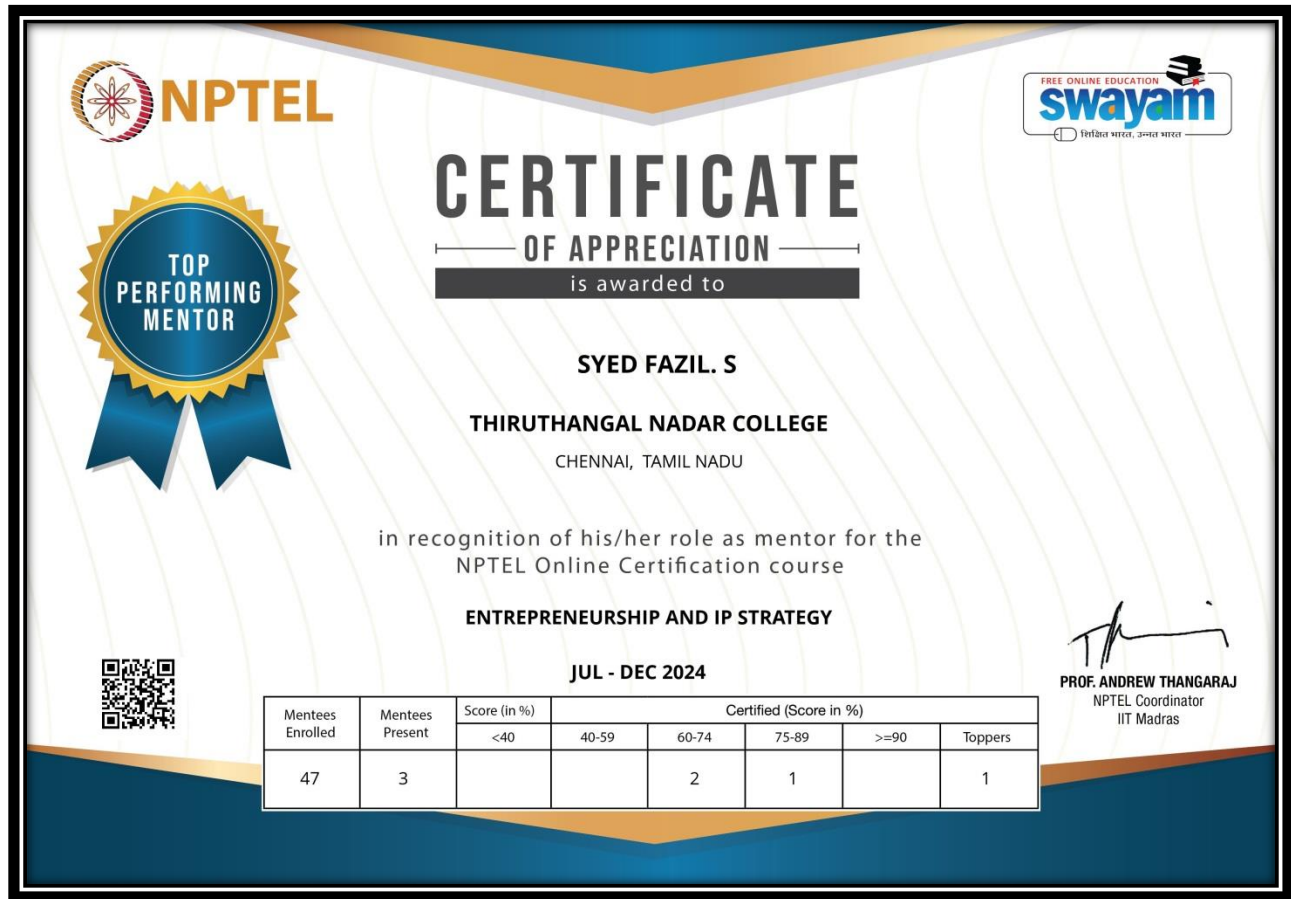 NPTEL
FREE ONLINE EDUCATION
swayam
शिक्षित भारत, उन्नत भारत
CERTIFICATE
OF APPRECIATION
is awarded to
TOP
PERFORMING
MENTOR
SYED FAZIL. S
THIRUTHANGAL NADAR COLLEGE
CHENNAI, TAMIL NADU
in recognition of his/her role as mentor for the
NPTEL Online Certification course
ENTREPRENEURSHIP AND IP STRATEGY
JUL - DEC 2024
PROF. ANDREW THANGARAJ
NPTEL Coordinator
IIT Madras
Mentees Enrolled Mentees Present Score (in %) Certified (Score in %)
<40 40-59 60-74 75-89 >=90 Toppers
47 3 2 1 1